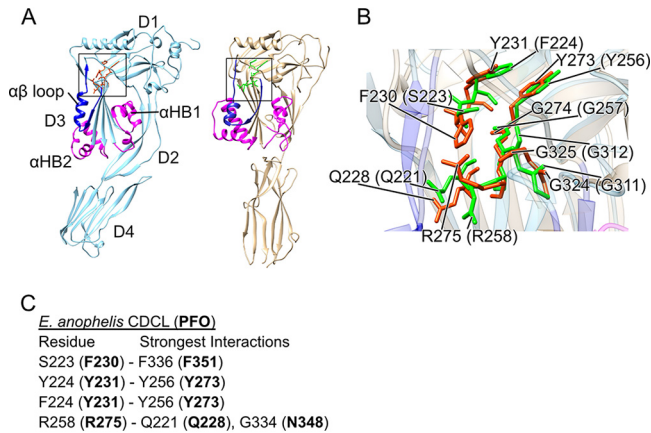 A
D1
αβ loop
D3
αHB1
αHB2
D2
D4
B
Y231 (F224)
Y273 (Y256)
F230 (S223)
G274 (G257)
G325 (G312)
Q228 (Q221)
G324 (G311)
R275 (R258)
C
E. anophelis CDCL (PFO)
Residue Strongest Interactions
S223 (F230) - F336 (F351)
Y224 (Y231) - Y256 (Y273)
F224 (Y231) - Y256 (Y273)
R258 (R275) - Q221 (Q228), G334 (N348)